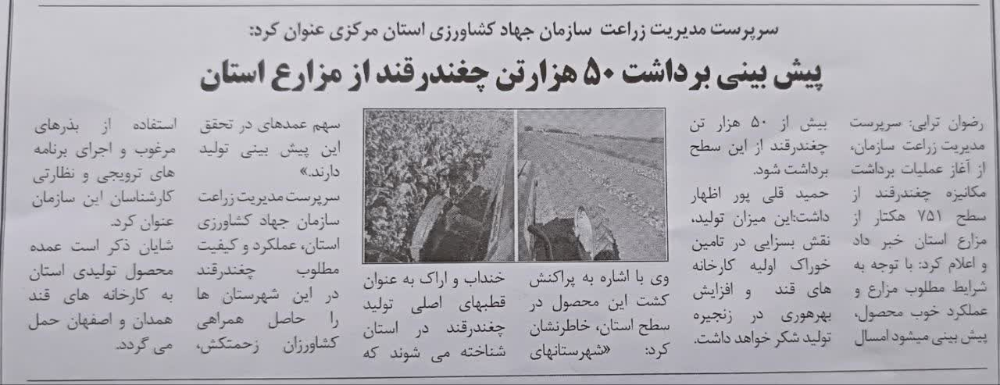 سرپرست مدیریت زراعت سازمان جهاد کشاورزی استان مرکزی عنوان کرد:
پیش بینی برداشت ۵۰ هزارتن چغندرقند از مزارع استان
رضوان ترابی: سرپرست
مدیریت زراعت سازمان،
از آغاز عملیات برداشت
مکانیزه چغندرقند از
سطح ۷۵۱ هکتار از
مزارع استان خبر داد
و اعلام کرد: با توجه به
شرایط مطلوب مزارع و
عملکرد خوب محصول،
پیش بینی میشود امسال
بیش از ۵۰ هزار تن
چغندرقند از این سطح
برداشت شود.
حمید قلی پور اظهار
داشت:این میزان تولید،
نقش بسزایی در تامین
خوراک اولیه کارخانه
های قند و افزایش
بهرهوری در زنجیره
تولید شکر خواهد داشت.
وی با اشاره به پراکنش
کشت این محصول در
سطح استان، خاطرنشان
کرد: «شهرستانهای
خنداب و اراک به عنوان
قطبهای اصلی تولید
چغندرقند در استان
شناخته می شوند که
سهم عمدهای در تحقق
این پیش بینی تولید
دارند.»
سرپرست مدیریت زراعت
سازمان جهاد کشاورزی
استان، عملکرد و کیفیت
مطلوب چغندرقند
در این شهرستان ها
را حاصل همراهی
کشاورزان زحمتکش،
استفاده از بذرهای
مرغوب و اجرای برنامه
های ترویجی و نظارتی
کارشناسان این سازمان
عنوان کرد.
شایان ذکر است عمده
محصول تولیدی استان
به کارخانه های قند
همدان و اصفهان حمل
می گردد.